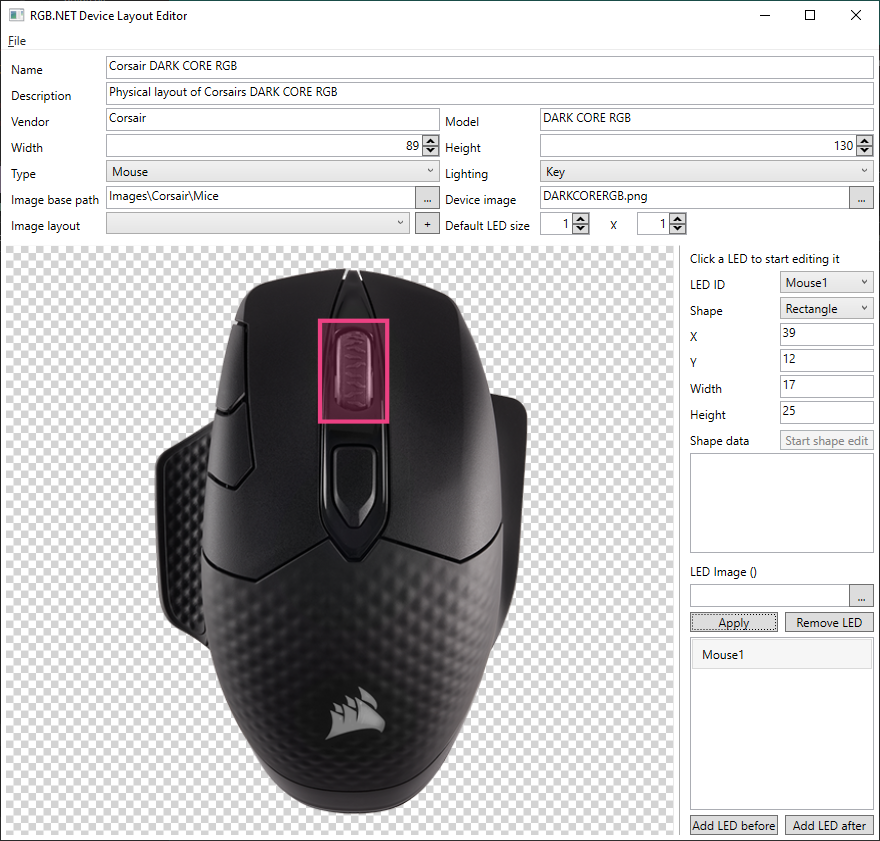 RGB.NET Device Layout Editor
File
Name Corsair DARK CORE RGB
Description Physical layout of Corsairs DARK CORE RGB
Vendor Corsair Model DARK CORE RGB
Width 89 Height 130
Type Mouse Lighting Key
Image base path Images\Corsair\Mice ... Device image DARKCORERGB.png ...
Image layout + Default LED size 1 X 1
Click a LED to start editing it
LED ID Mouse1
Shape Rectangle
X 39
Y 12
Width 17
Height 25
Shape data Start shape edit
LED Image ()
...
Apply Remove LED
Mouse1
Add LED before Add LED after